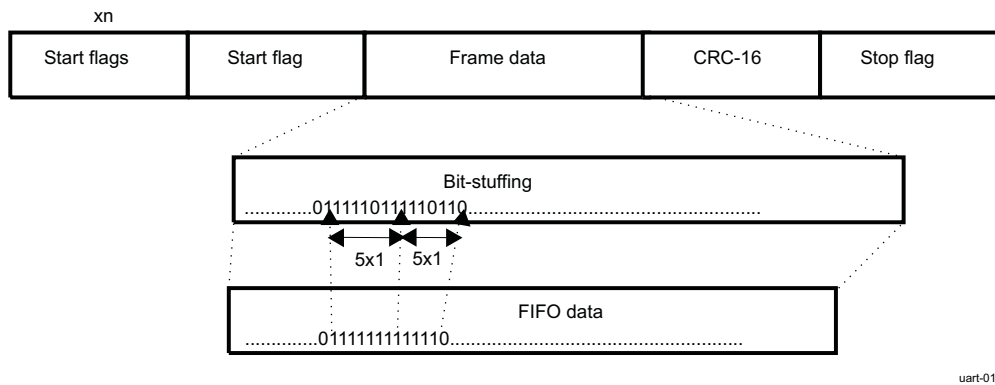 xn
Start flags Start flag Frame data CRC-16 Stop flag
Bit-stuffing
.............0111110111110110.........................................................
5x1 5x1
FIFO data
..............01111111111110.........................................................
uart-01